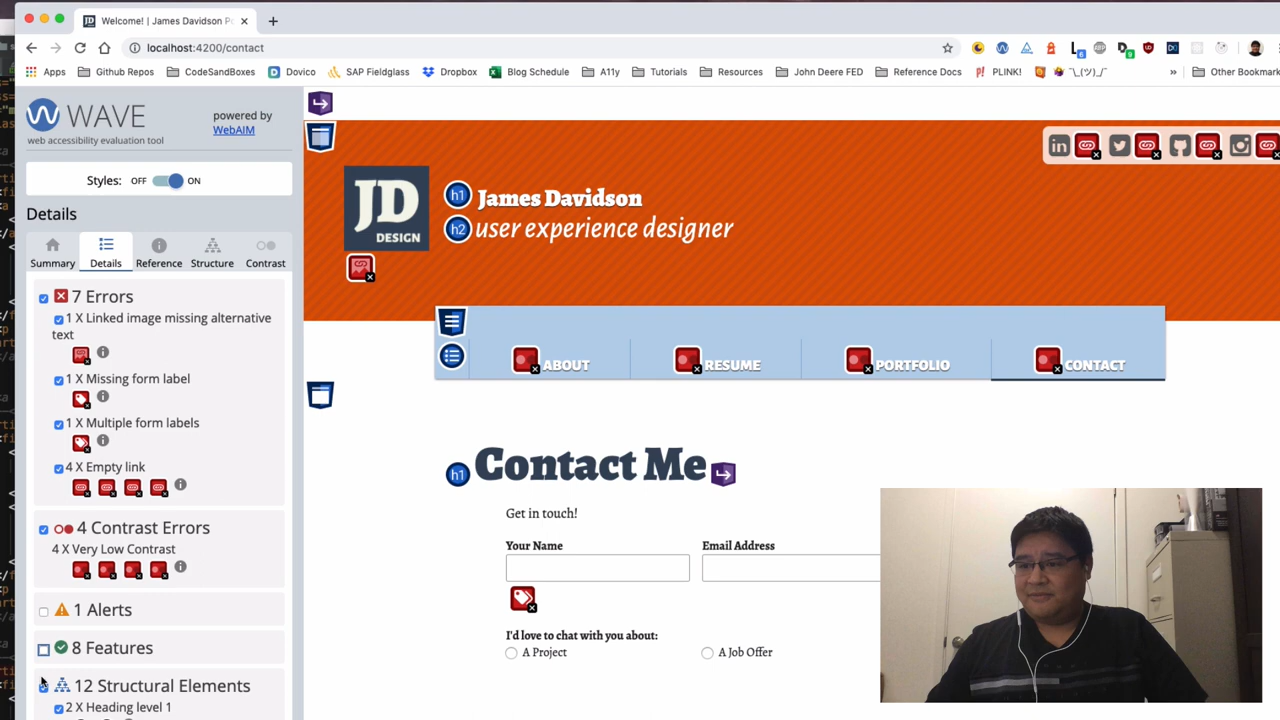 Welcome! | James Davidson Po
localhost:4200/contact
Apps
Github Repos
CodeSandBoxes
Dovico
SAP Fieldglass
Dropbox
Blog Schedule
A11y
Tutorials
Resources
John Deere FED
Reference Docs
PLINK!
¯\_(ツ)_/¯
»
Other Bookmark
WAVE
web accessibility evaluation tool
powered by
WebAIM
Styles: OFF ON
Details
Summary
Details
Reference
Structure
Contrast
7 Errors
1 X Linked image missing alternative
text
1 X Missing form label
1 X Multiple form labels
4 X Empty link
4 Contrast Errors
4 X Very Low Contrast
1 Alerts
8 Features
12 Structural Elements
2 X Heading level 1
JD
DESIGN
h1 James Davidson
h2 user experience designer
ABOUT
RESUME
PORTFOLIO
CONTACT
h1 Contact Me
Get in touch!
Your Name
Email Address
I'd love to chat with you about:
A Project
A Job Offer